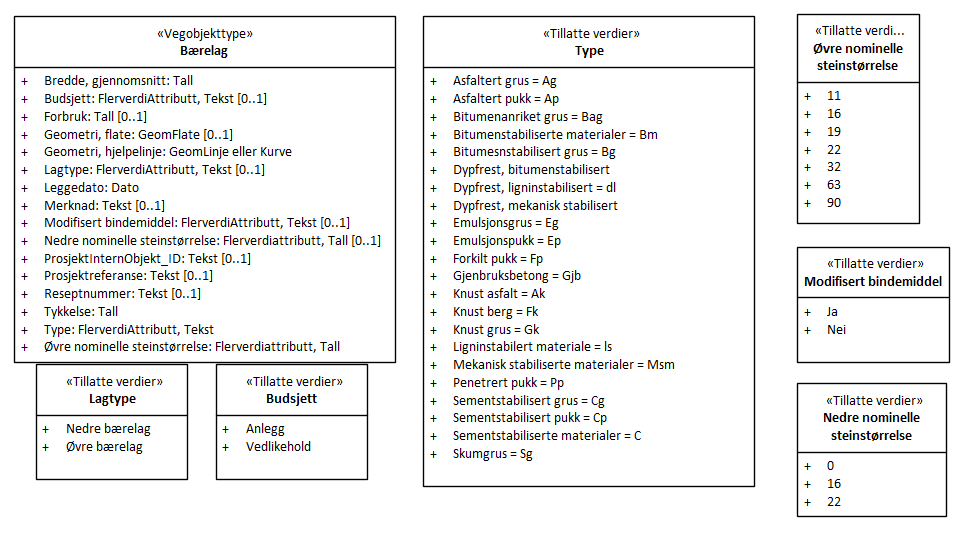 «Vegobjekttype»
Bærelag
+ Bredde, gjennomsnitt: Tall
+ Budsjett: FlerverdiAttributt, Tekst [0..1]
+ Forbruk: Tall [0..1]
+ Geometri, flate: GeomFlate [0..1]
+ Geometri, hjelpelinje: GeomLinje eller Kurve
+ Lagtype: FlerverdiAttributt, Tekst [0..1]
+ Leggedato: Dato
+ Merknad: Tekst [0..1]
+ Modifisert bindemiddel: FlerverdiAttributt, Tekst [0..1]
+ Nedre nominelle steinstørrelse: Flerverdiattributt, Tall [0..1]
+ ProsjektInternObjekt_ID: Tekst [0..1]
+ Prosjektreferanse: Tekst [0..1]
+ Reseptnummer: Tekst [0..1]
+ Tykkelse: Tall
+ Type: FlerverdiAttributt, Tekst
+ Øvre nominelle steinstørrelse: Flerverdiattributt, Tall
«Tillatte verdier»
Lagtype
+ Nedre bærelag
+ Øvre bærelag
«Tillatte verdier»
Budsjett
+ Anlegg
+ Vedlikehold
«Tillatte verdier»
Type
+ Asfaltert grus = Ag
+ Asfaltert pukk = Ap
+ Bitumenanriket grus = Bag
+ Bitumenstabiliserte materialer = Bm
+ Bitumesnstabilisert grus = Bg
+ Dypfrest, bitumenstabilisert
+ Dypfrest, ligninstabilisert = dl
+ Dypfrest, mekanisk stabilisert
+ Emulsjonsgrus = Eg
+ Emulsjonspukk = Ep
+ Forkilt pukk = Fp
+ Gjenbruksbetong = Gjb
+ Knust asfalt = Ak
+ Knust berg = Fk
+ Knust grus = Gk
+ Ligninstabilert materiale = ls
+ Mekanisk stabiliserte materialer = Msm
+ Penetrert pukk = Pp
+ Sementstabilisert grus = Cg
+ Sementstabilisert pukk = Cp
+ Sementstabiliserte materialer = C
+ Skumgrus = Sg
«Tillatte verdi...
Øvre nominelle
steinstørrelse
+ 11
+ 16
+ 19
+ 22
+ 32
+ 63
+ 90
«Tillatte verdier»
Modifisert bindemiddel
+ Ja
+ Nei
«Tillatte verdier»
Nedre nominelle
steinstørrelse
+ 0
+ 16
+ 22